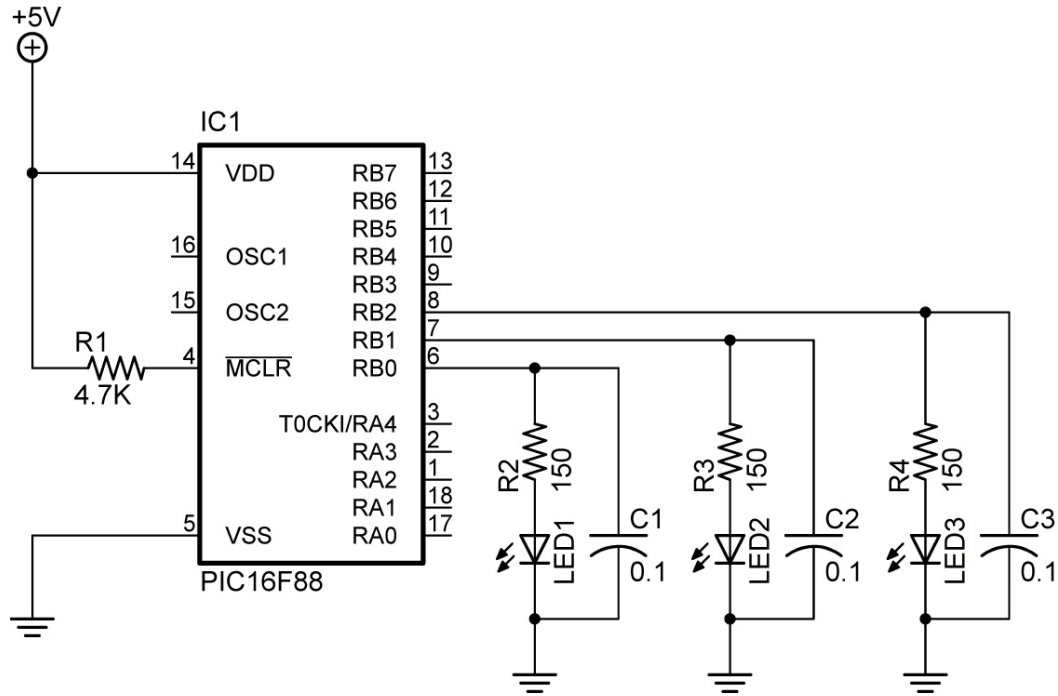 +5V
IC1
14 VDD RB7 13
RB6 12
RB5 11
16 OSC1 RB4 10
RB3 9
15 OSC2 RB2 8
RB1 7
R1 4 MCLR RB0 6
4.7K
T0CKI/RA4 3
RA3 2
RA2 1
RA1 18
5 VSS RA0 17
PIC16F88
R2 150
LED1
C1
0.1
R3 150
LED2
C2
0.1
R4 150
LED3
C3
0.1